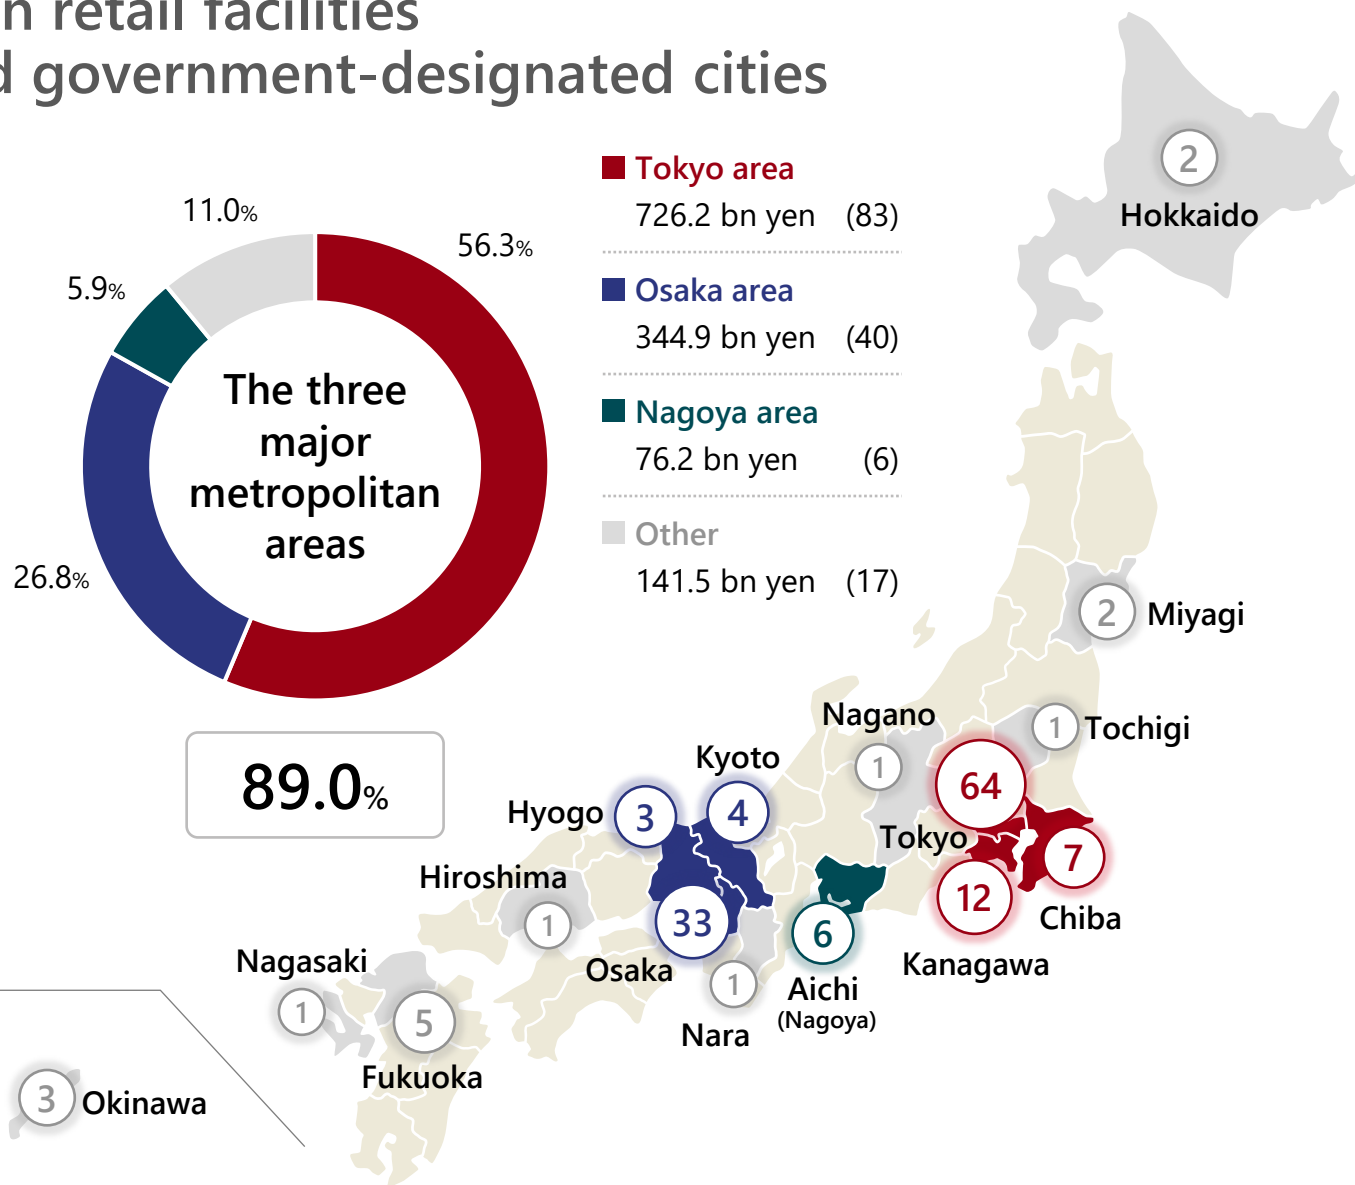 n retail facilities
d government-designated cities
11.0%
56.3%
5.9%
26.8%
The three
major
metropolitan
areas
89.0%
Tokyo area
726.2 bn yen (83)
Osaka area
344.9 bn yen (40)
Nagoya area
76.2 bn yen (6)
Other
141.5 bn yen (17)
2
Hokkaido
2 Miyagi
1 Tochigi
Nagano
1
64
Tokyo
7
Chiba
12
Kanagawa
Kyoto
4
Hyogo 3
Hiroshima
1
33
Osaka
1
Nara
6
Aichi
(Nagoya)
Nagasaki
1
5
Fukuoka
3 Okinawa